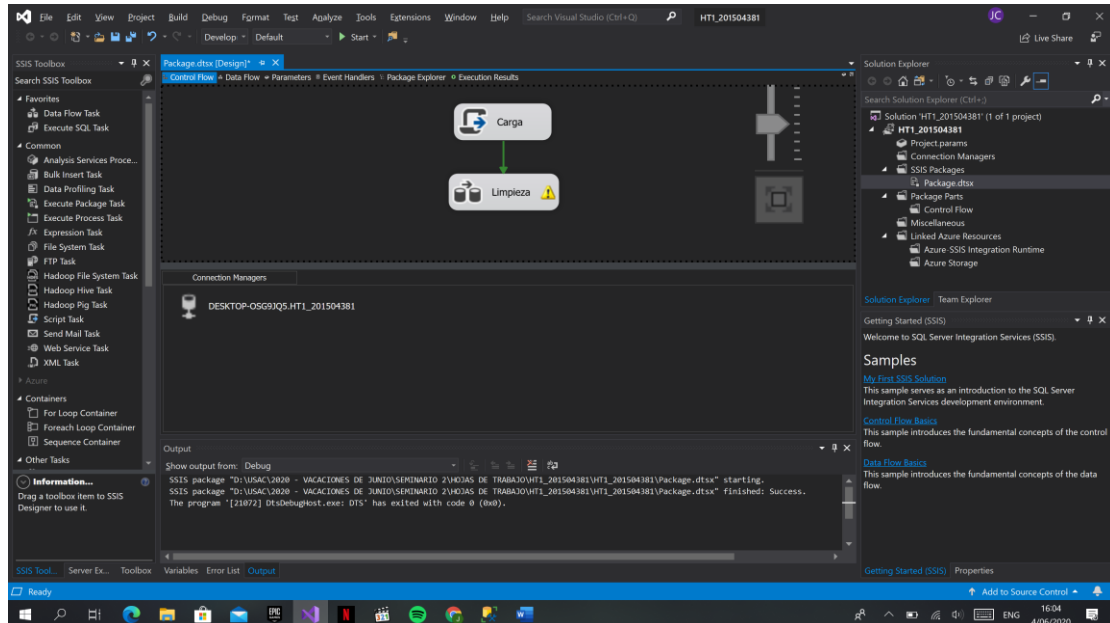 File Edit View Project Build Debug Format Test Analyze Tools Extensions Window Help Search Visual Studio (Ctrl+Q) HT1_201504381 JC
Develop Default Start Live Share
SSIS Toolbox
Search SSIS Toolbox
Favorites
Data Flow Task
Execute SQL Task
Common
Analysis Services Proce...
Bulk Insert Task
Data Profiling Task
Execute Package Task
Execute Process Task
fx Expression Task
File System Task
FTP Task
Hadoop File System Task
Hadoop Hive Task
Hadoop Pig Task
Script Task
Send Mail Task
Web Service Task
XML Task
Azure
Containers
For Loop Container
Foreach Loop Container
Sequence Container
Other Tasks
Information...
Drag a toolbox item to SSIS
Designer to use it.
SSIS Tool... Server Ex... Toolbox
Package.dtsx [Design]*
Control Flow Data Flow Parameters Event Handlers Package Explorer Execution Results
Carga
Limpieza
Connection Managers
DESKTOP-OSG9JQ5.HT1_201504381
Output
Show output from: Debug
SSIS package "D:\USAC\2020 - VACACIONES DE JUNIO\SEMINARIO 2\HOJAS DE TRABAJO\HT1_201504381\HT1_201504381\Package.dtsx" starting.
SSIS package "D:\USAC\2020 - VACACIONES DE JUNIO\SEMINARIO 2\HOJAS DE TRABAJO\HT1_201504381\HT1_201504381\Package.dtsx" finished: Success.
The program '[21072] DtsDebugHost.exe: DTS' has exited with code 0 (0x0).
Variables Error List Output
Solution Explorer
Search Solution Explorer (Ctrl+;)
Solution 'HT1_201504381' (1 of 1 project)
HT1_201504381
Project.params
Connection Managers
SSIS Packages
Package.dtsx
Package Parts
Control Flow
Miscellaneous
Linked Azure Resources
Azure-SSIS Integration Runtime
Azure Storage
Solution Explorer Team Explorer
Getting Started (SSIS)
Welcome to SQL Server Integration Services (SSIS).
Samples
My First SSIS Solution
This sample serves as an introduction to the SQL Server
Integration Services development environment.
Control Flow Basics
This sample introduces the fundamental concepts of the control
flow.
Data Flow Basics
This sample introduces the fundamental concepts of the data
flow.
Getting Started (SSIS) Properties
Ready Add to Source Control
EPIC N 321 ENG 16:04
4/06/2020